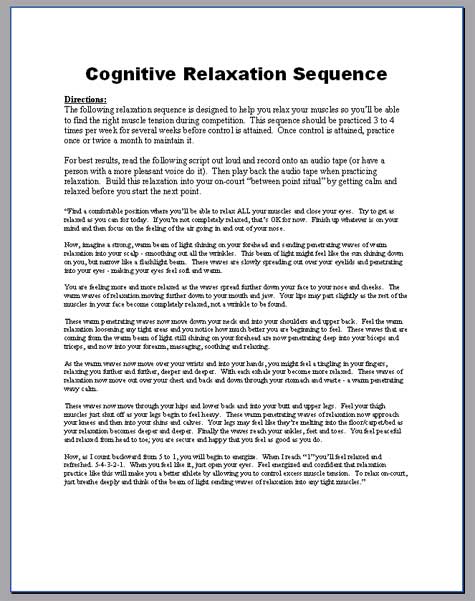 Cognitive Relaxation Sequence
Directions:
The following relaxation sequence is designed to help you relax your muscles so you'll be able
to find the right muscle tension during competition. This sequence should be practiced 3 to 4
times per week for several weeks before control is attained. Once control is attained, practice
once or twice a month to maintain it.
For best results, read the following script out loud and record onto an audio tape (or have a
person with a more pleasant voice do it). Then play back the audio tape when practicing
relaxation. Build this relaxation into your on-court "between point ritual" by getting calm and
relaxed before you start the next point.
"Find a comfortable position where you'll be able to relax ALL your muscles and close your eyes. Try to get as
relaxed as you can for today. If you're not completely relaxed, that's OK for now. Finish up whatever is on your
mind and then focus on the feeling of the air going in and out of your nose.
Now, imagine a strong, warm beam of light shining on your forehead and sending penetrating waves of warm
relaxation into your scalp - smoothing out all the wrinkles. This beam of light might feel like the sun shining down
on you, but narrow like a flashlight beam. These waves are slowly spreading out over your eyelids and penetrating
into your eyes - making your eyes feel soft and warm.
You are feeling more and more relaxed as the waves spread further down your face to your nose and cheeks. The
warm waves of relaxation moving further down to your mouth and jaw. Your lips may part slightly as the rest of the
muscles in your face become completely relaxed, not a wrinkle to be found.
These warm penetrating waves now move down your neck and into your shoulders and upper back. Feel the warm
relaxation loosening any tight areas and you notice how much better you are beginning to feel. These waves that are
coming from the warm beam of light still shining on your forehead are now penetrating deep into your biceps and
triceps, and now into your forearm, massaging, soothing and relaxing.
As the warm waves now move over your wrists and into your hands, you might feel a tingling in your fingers,
relaxing you further and further, deeper and deeper. With each exhale your become more relaxed. These waves of
relaxation now move out over your chest and back and down through your stomach and waste - a warm penetrating
wavy calm.
These waves now move through your hips and lower back and into your butt and upper legs. Feel your thigh
muscles just shut off as your legs begin to feel heavy. These warm penetrating waves of relaxation now approach
your knees and then into your shins and calves. Your legs may feel like they're melting into the floor/carpet/bed as
your relaxation becomes deeper and deeper. Finally the waves reach your ankles, feet and toes. You feel peaceful
and relaxed from head to toe; you are secure and happy that you feel as good as you do.
Now, as I count backward from 5 to 1, you will begin to energize. When I reach "1" you'll feel relaxed and
refreshed. 5-4-3-2-1. When you feel like it, just open your eyes. Feel energized and confident that relaxation
practice like this will make you a better athlete by allowing you to control excess muscle tension. To relax on-court,
just breathe deeply and think of the beam of light sending waves of relaxation into any tight muscles."